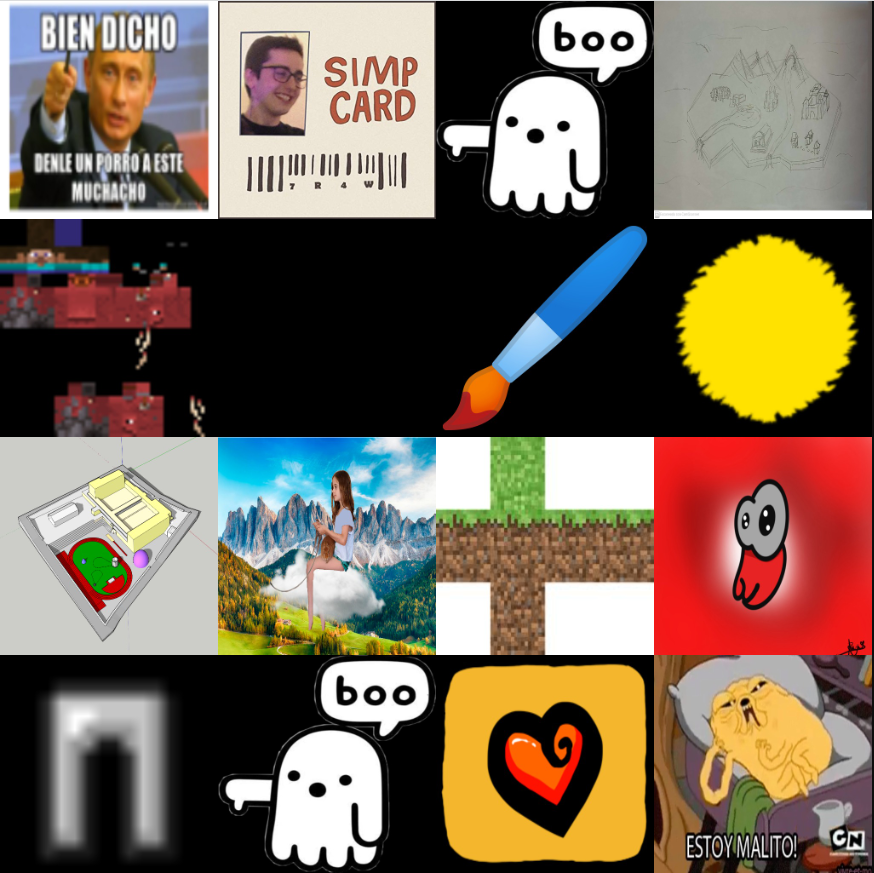 BIEN DICHO
DENLE UN PORRO A ESTE
MUCHACHO
SIMP
CARD
7 R 4 W
boo
boo
ESTOY MALITO!
CN